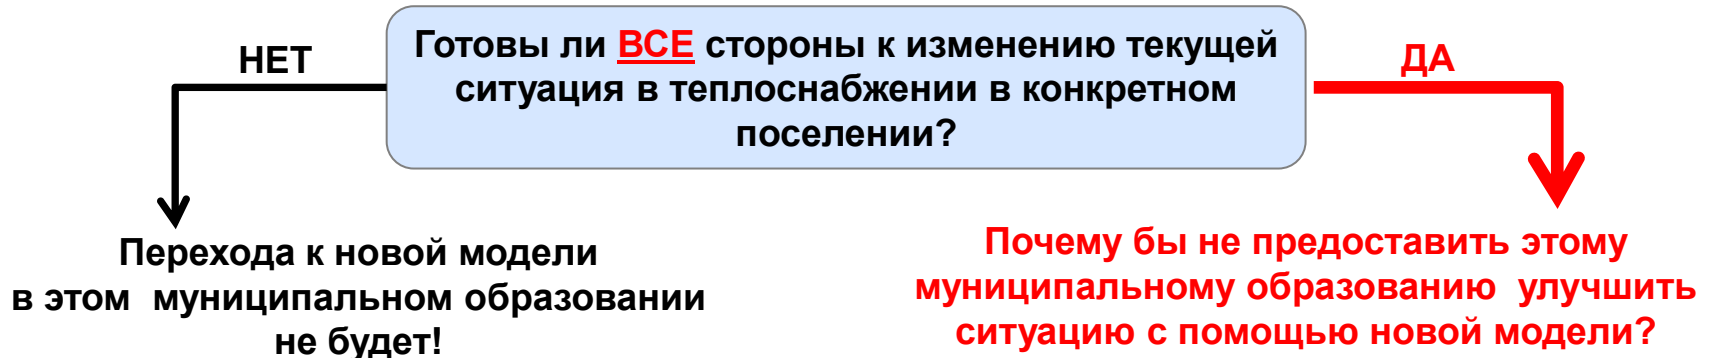 НЕТ
Готовы ли ВСЕ стороны к изменению текущей
ситуация в теплоснабжении в конкретном
поселении?
ДА
Перехода к новой модели
в этом муниципальном образовании
не будет!
Почему бы не предоставить этому
муниципальному образованию улучшить
ситуацию с помощью новой модели?